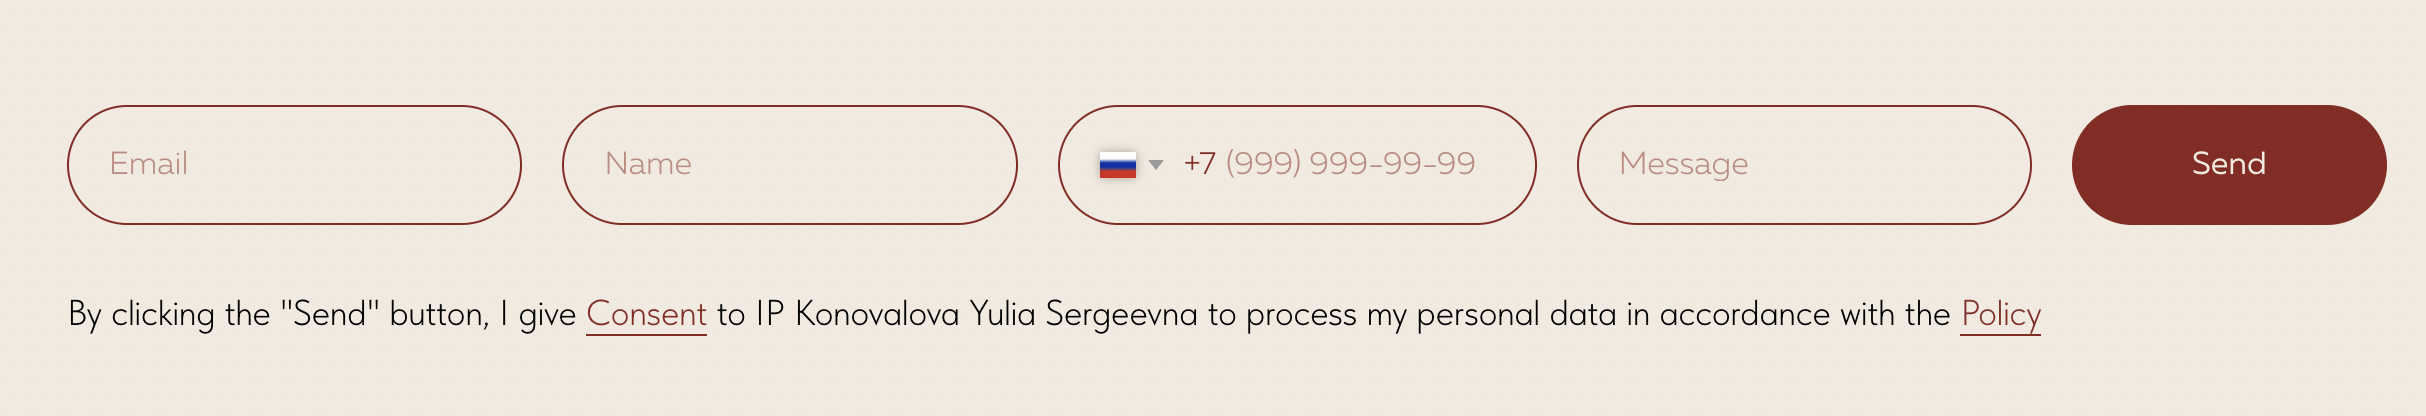 Email Name +7 (999) 999-99-99 Message Send
By clicking the "Send" button, I give Consent to IP Konovalova Yulia Sergeevna to process my personal data in accordance with the Policy